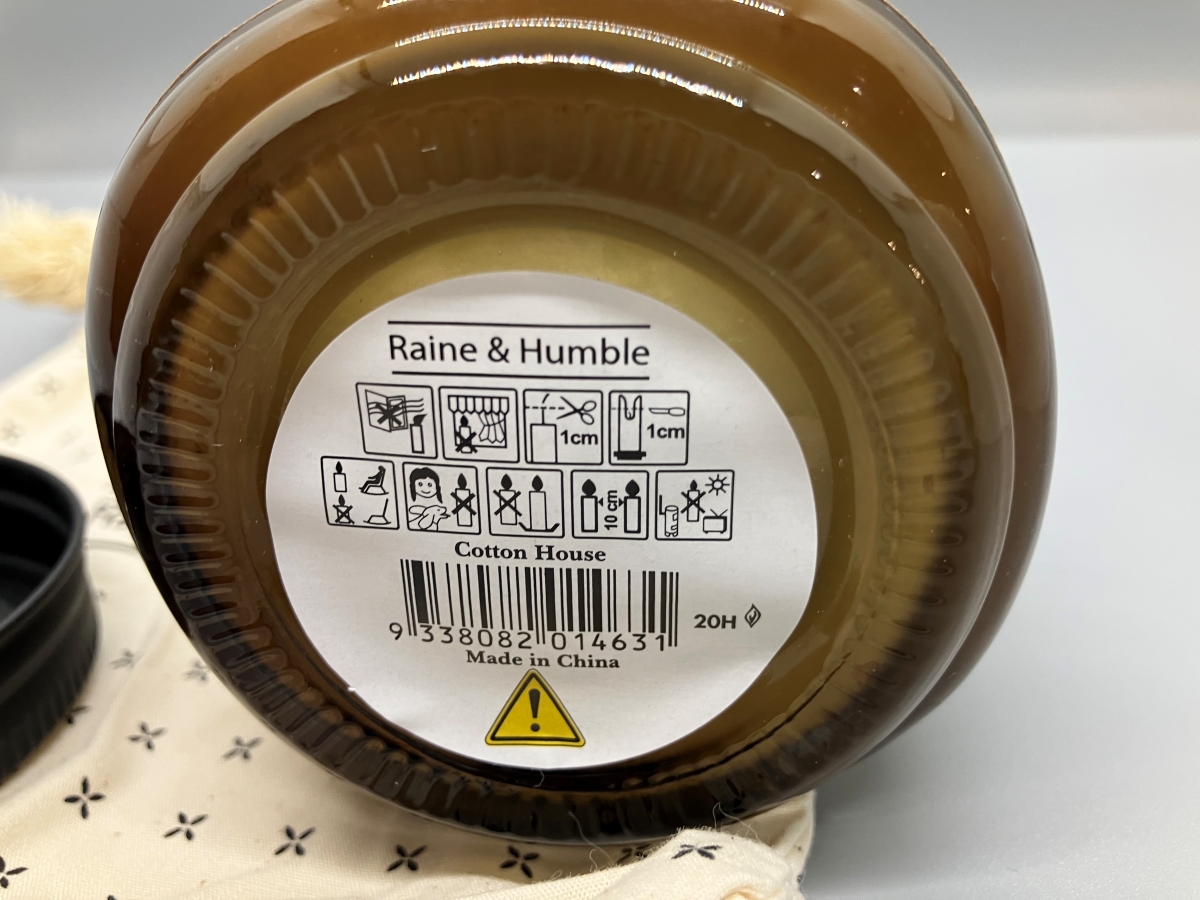 Raine & Humble
1cm
1cm
10 cm
Cotton House
9 338082 014631
20H
Made in China